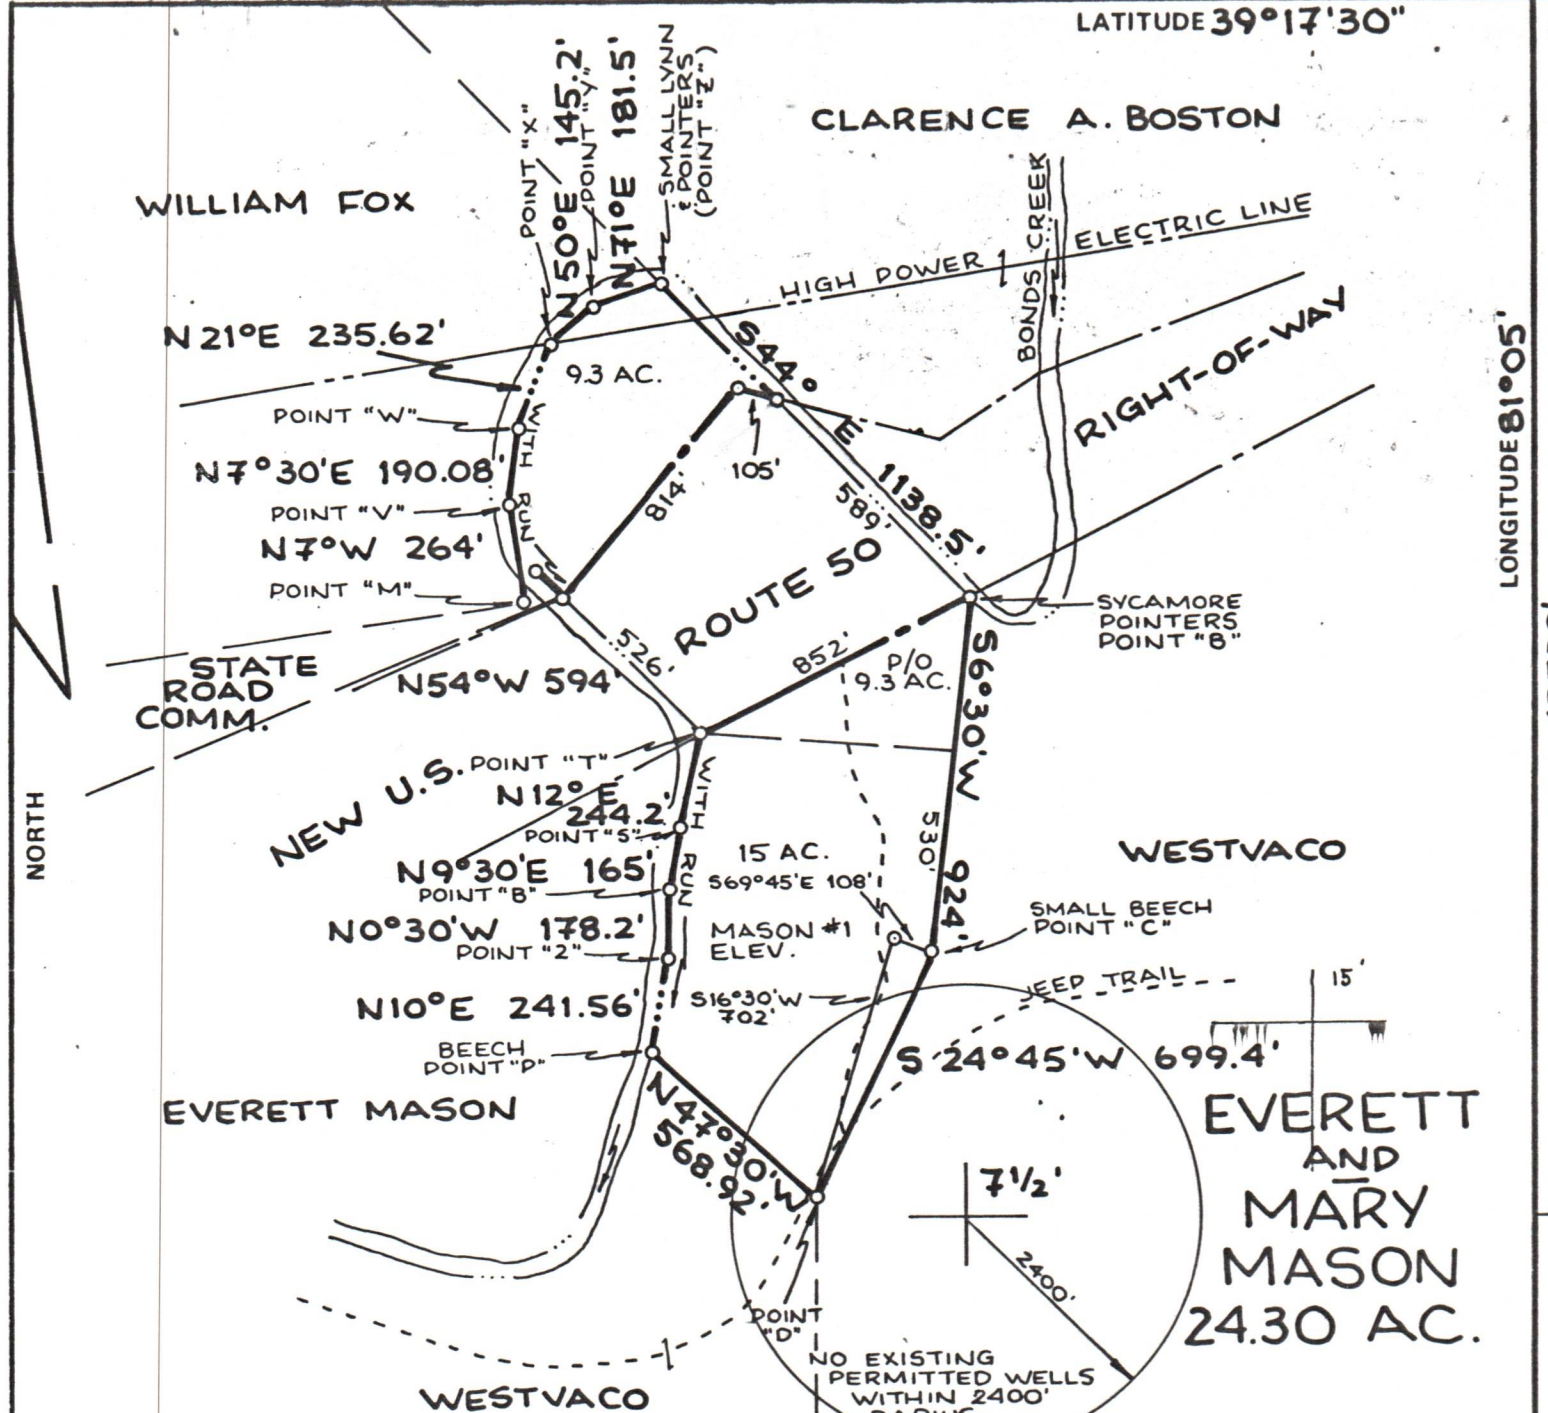 LATITUDE 39°17'30"
CLARENCE A. BOSTON
WILLIAM FOX
POINT "X"
N 50°E 145.2'
POINT "Y"
N 71°E 181.5'
SMALL LYNN
& POINTERS
(POINT "Z")
BONDS CREEK
HIGH POWER ELECTRIC LINE
RIGHT-OF-WAY
LONGITUDE 81°05'
N 21°E 235.62'
9.3 AC.
S44° E 1138.5'
POINT "W"
WITH RUN
N7°30'E 190.08'
105'
814'
589'
POINT "V"
N7°W 264'
POINT "M"
ROUTE 50
SYCAMORE
POINTERS
POINT "B"
STATE
ROAD
COMM.
526'
N54°W 594'
852'
P/O
9.3 AC.
S6°30'W 924'
530'
NEW U.S.
POINT "T"
WITH RUN
N12°E
244.2'
POINT "S"
NORTH
15 AC.
WESTVACO
N9°30'E 165'
S69°45'E 108'
POINT "B"
SMALL BEECH
POINT "C"
N0°30'W 178.2'
MASON #1
ELEV.
POINT "2"
JEEP TRAIL
15'
N10°E 241.56'
S16°30'W
702'
BEECH
POINT "P"
S 24°45'W 699.4'
EVERETT MASON
N47°30'W
568.92'
EVERETT
AND
MARY
MASON
24.30 AC.
7 1/2'
2400'
POINT
"D"
NO EXISTING
PERMITTED WELLS
WITHIN 2400'
RADIUS
WESTVACO